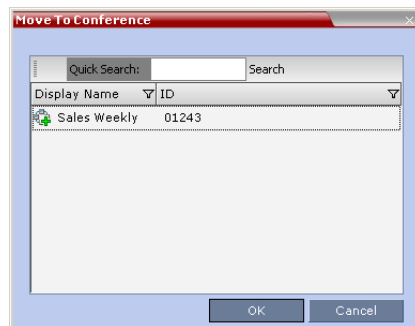 Move To Conference
Quick Search: Search
Display Name ID
Sales Weekly 01243
OK Cancel